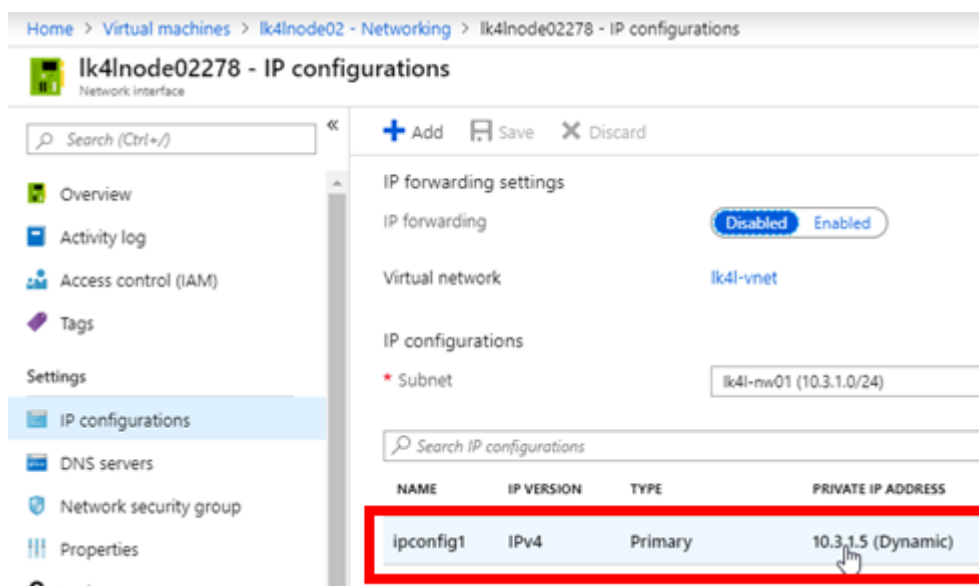 Home > Virtual machines > lk4lnode02 - Networking > lk4lnode02278 - IP configurations
lk4lnode02278 - IP configurations
Network interface
Search (Ctrl+/)
«
Add Save Discard
Overview
Activity log
Access control (IAM)
Tags
Settings
IP configurations
DNS servers
Network security group
Properties
IP forwarding settings
IP forwarding Disabled Enabled
Virtual network lk4l-vnet
IP configurations
* Subnet lk4l-nw01 (10.3.1.0/24)
Search IP configurations
NAME IP VERSION TYPE PRIVATE IP ADDRESS
ipconfig1 IPv4 Primary 10.3.1.5 (Dynamic)